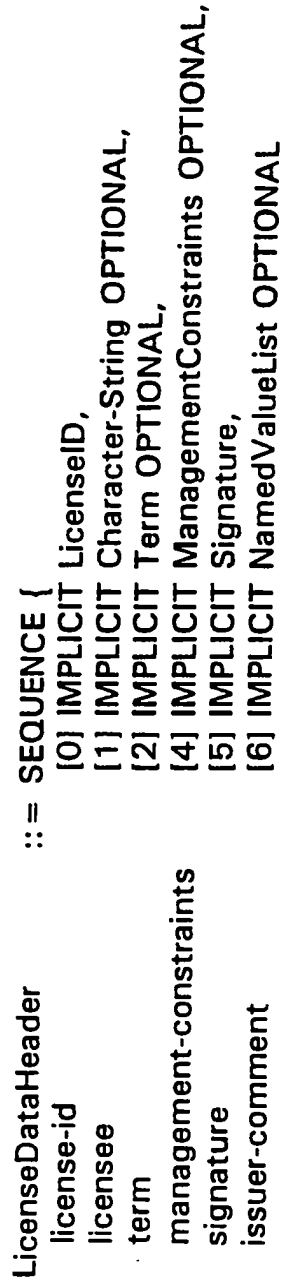 LicenseDataHeader ::= SEQUENCE {
license-id [0] IMPLICIT LicenseID,
licensee [1] IMPLICIT Character-String OPTIONAL,
term [2] IMPLICIT Term OPTIONAL,
management-constraints [4] IMPLICIT ManagementConstraints OPTIONAL,
signature [5] IMPLICIT Signature,
issuer-comment [6] IMPLICIT NamedValueList OPTIONAL